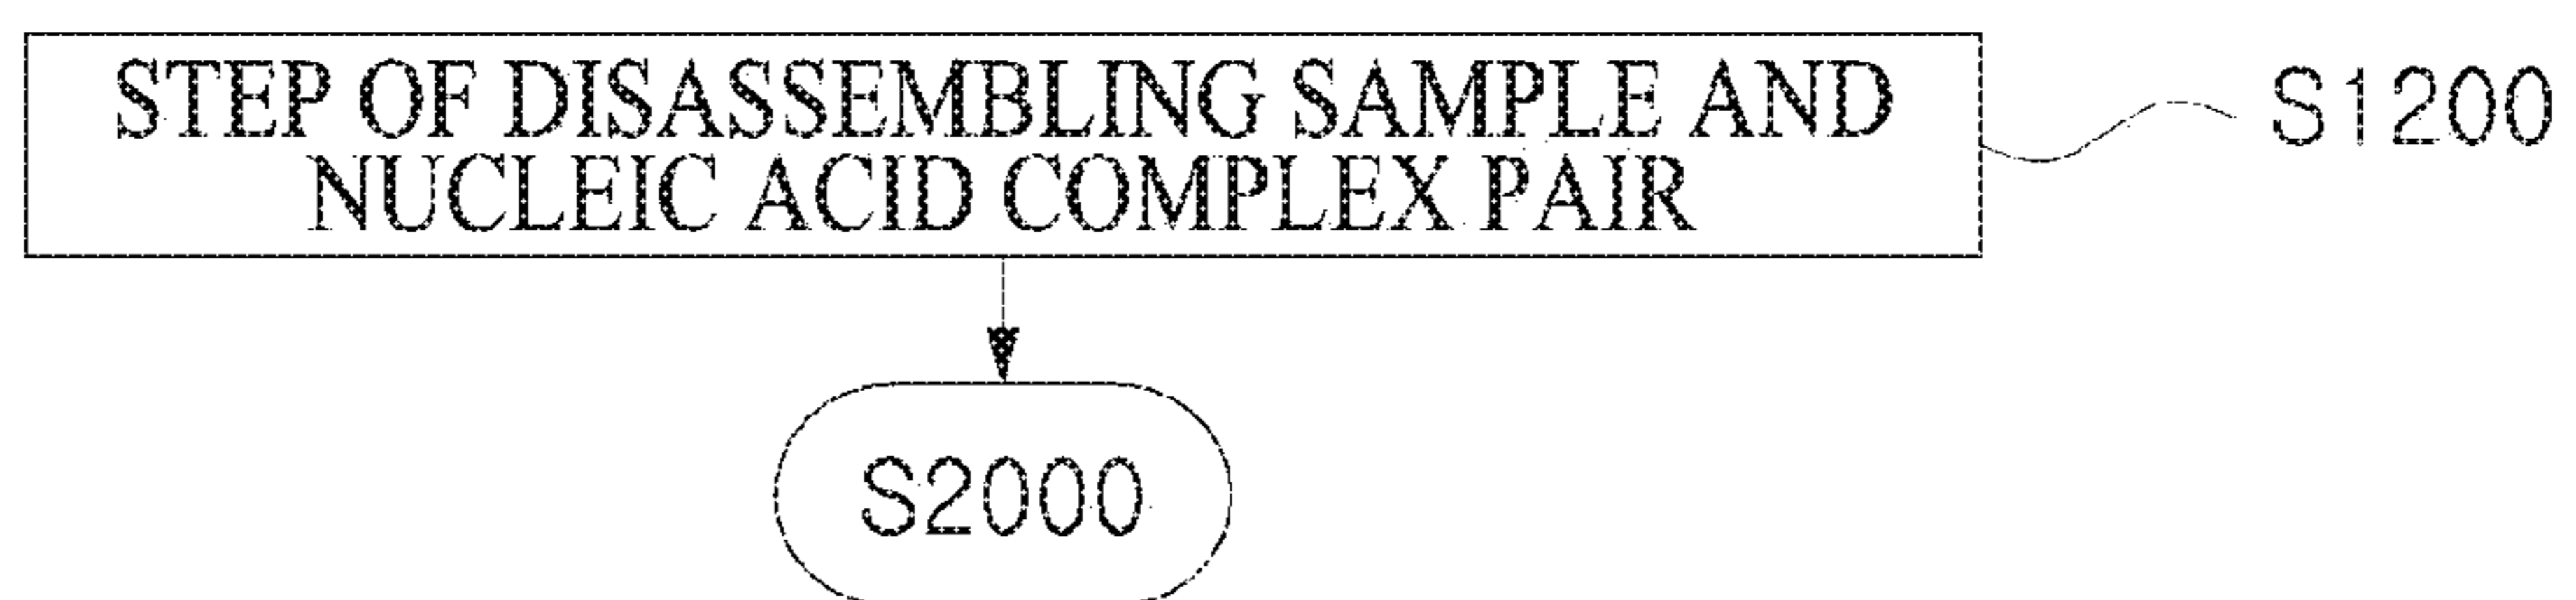 STEP OF DISASSEMBLING SAMPLE AND
NUCLEIC ACID COMPLEX PAIR
S1200
S2000